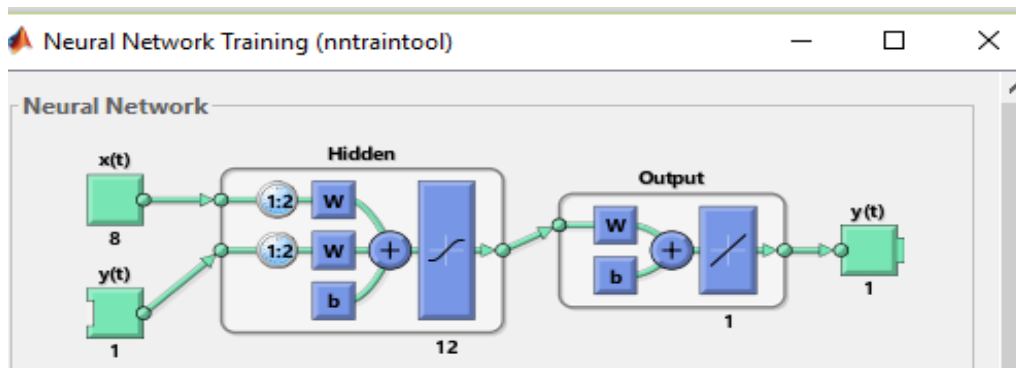 Neural Network Training (nntraintool)
Neural Network
Hidden
x(t)
1:2
W
8
1:2
W
y(t)
b
1
12
Output
W
b
1
y(t)
1